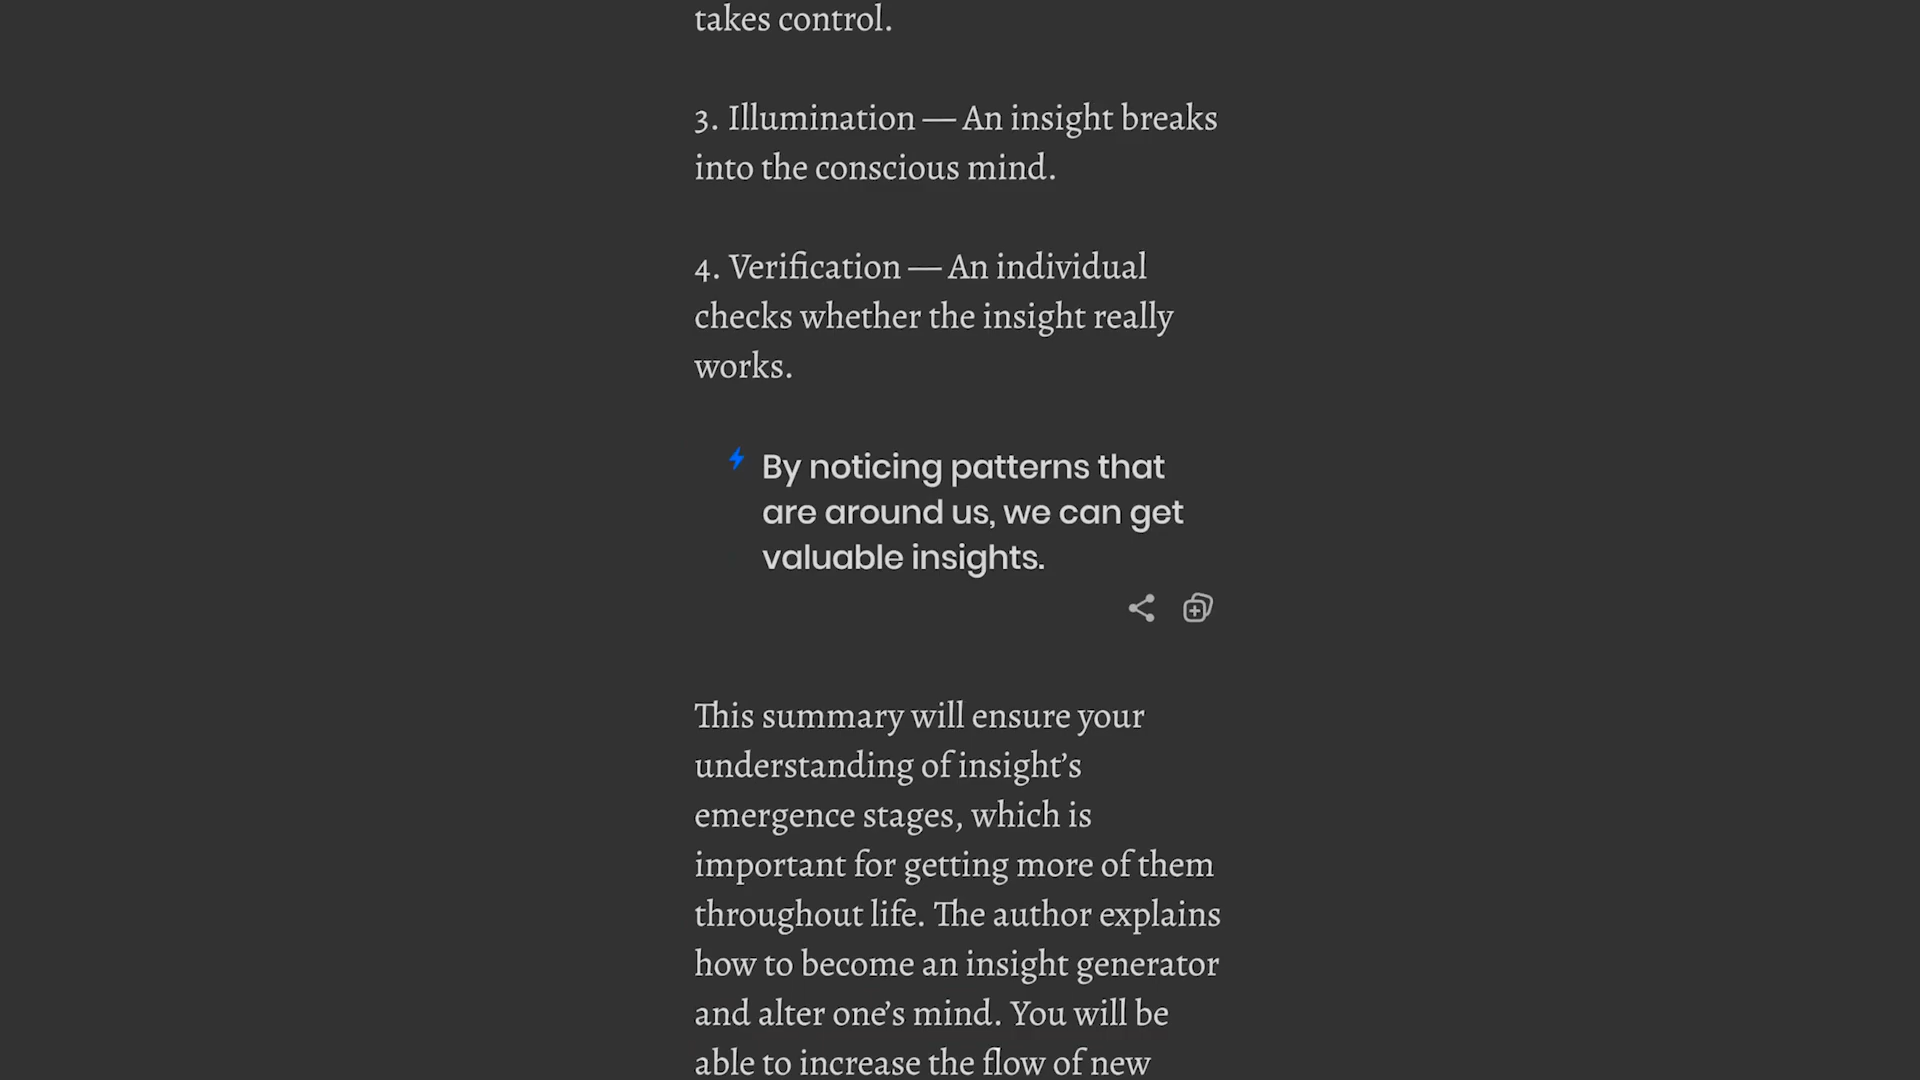 takes control.
3. Illumination — An insight breaks
into the conscious mind.
4. Verification — An individual
checks whether the insight really
works.
By noticing patterns that
are around us, we can get
valuable insights.
This summary will ensure your
understanding of insight’s
emergence stages, which is
important for getting more of them
throughout life. The author explains
how to become an insight generator
and alter one’s mind. You will be
able to increase the flow of new